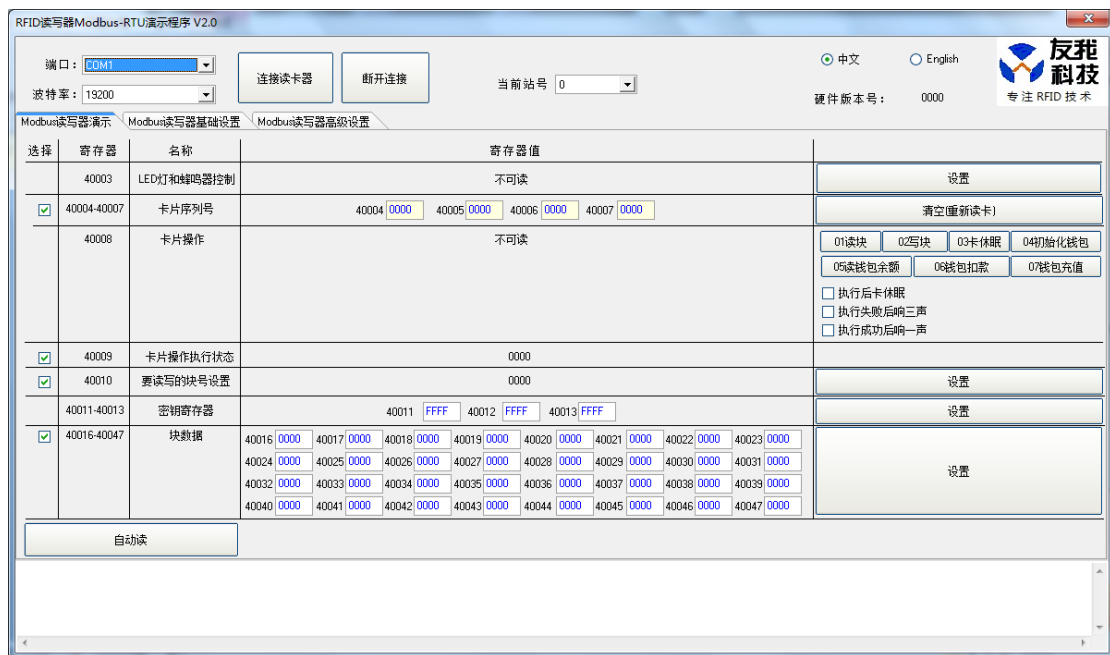 RFID读写器Modbus-RTU演示程序 V2.0
端口： COM1
波特率： 19200
连接读卡器 断开连接
当前站号 0
中文 English
硬件版本号： 0000
友我科技
专注 RFID 技术
Modbus读写器演示 Modbus读写器基础设置 Modbus读写器高级设置
选择 寄存器 名称 寄存器值
40003 LED灯和蜂鸣器控制 不可读 设置
40004-40007 卡片序列号 40004 0000 40005 0000 40006 0000 40007 0000 清空(重新读卡)
40008 卡片操作 不可读 01读块 02写块 03卡休眠 04初始化钱包
05读钱包余额 06钱包扣款 07钱包充值
执行后卡休眠
执行失败后响三声
执行成功后响一声
40009 卡片操作执行状态 0000
40010 要读写的块号设置 0000 设置
40011-40013 密钥寄存器 40011 FFFF 40012 FFFF 40013 FFFF 设置
40016-40047 块数据 40016 0000 40017 0000 40018 0000 40019 0000 40020 0000 40021 0000 40022 0000 40023 0000
40024 0000 40025 0000 40026 0000 40027 0000 40028 0000 40029 0000 40030 0000 40031 0000
设置
40032 0000 40033 0000 40034 0000 40035 0000 40036 0000 40037 0000 40038 0000 40039 0000
40040 0000 40041 0000 40042 0000 40043 0000 40044 0000 40045 0000 40046 0000 40047 0000
自动读